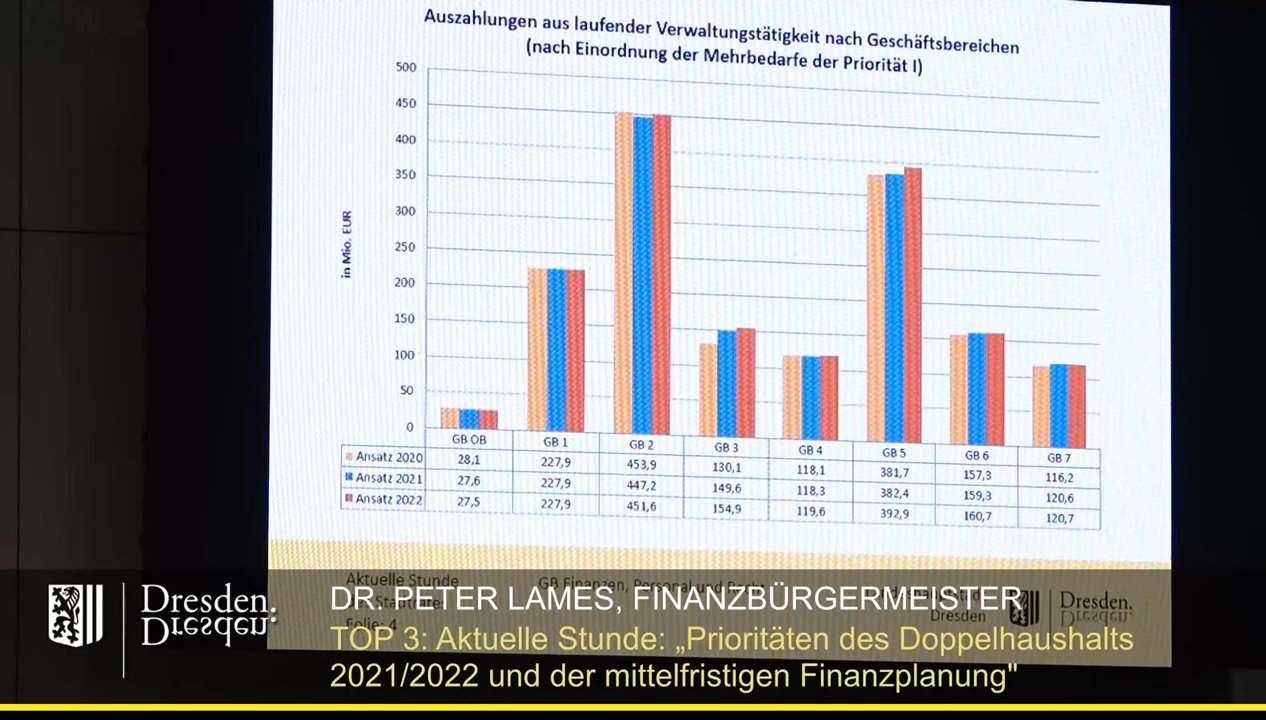 Auszahlungen aus laufender Verwaltungstätigkeit nach Geschäftsbereichen
(nach Einordnung der Mehrbedarfe der Priorität I)
500
450
400
350
300
250
200
150
100
50
0
in Mio. EUR
GB OB GB 1 GB 2 GB 3 GB 4 GB 5 GB 6 GB 7
Ansatz 2020 28,1 227,9 453,9 130,1 118,1 381,7 157,3 116,2
Ansatz 2021 27,6 227,9 447,2 149,6 118,3 382,4 159,3 120,6
Ansatz 2022 27,5 227,9 451,6 154,9 119,6 392,9 160,7 120,7
Aktuelle Stunde
GB Finanzen, Personal und Recht
Folie: 4
Dresden
Dresden.
Dresden.
Dresden.
DR. PETER LAMES, FINANZBÜRGERMEISTER
TOP 3: Aktuelle Stunde: „Prioritäten des Doppelhaushalts
2021/2022 und der mittelfristigen Finanzplanung"